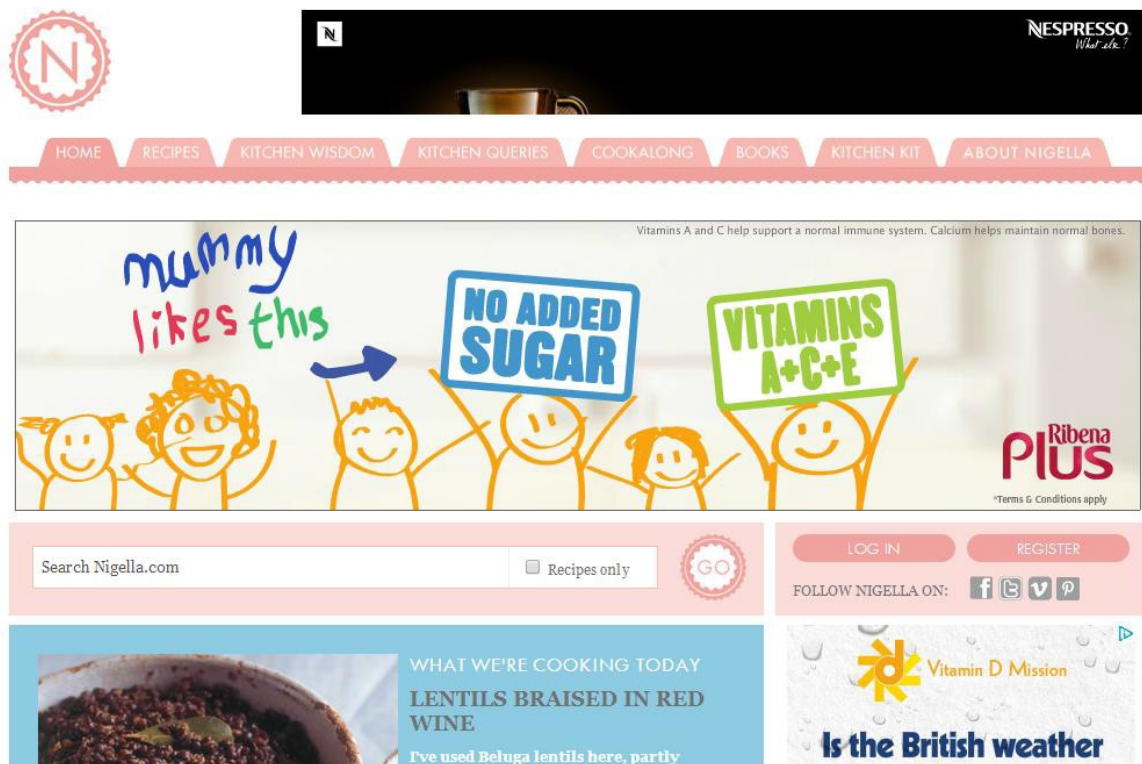 N
N
NESPRESSO
What else?
HOME
RECIPES
KITCHEN WISDOM
KITCHEN QUERIES
COOKALONG
BOOKS
KITCHEN KIT
ABOUT NIGELLA
Vitamins A and C help support a normal immune system. Calcium helps maintain normal bones.
mummy
likes this
NO ADDED
SUGAR
VITAMINS
A+C+E
Ribena
Plus
*Terms & Conditions apply
Search Nigella.com
Recipes only
GO
LOG IN
REGISTER
FOLLOW NIGELLA ON:
WHAT WE'RE COOKING TODAY
LENTILS BRAISED IN RED
WINE
I've used Beluga lentils here, partly
Vitamin D Mission
Is the British weather